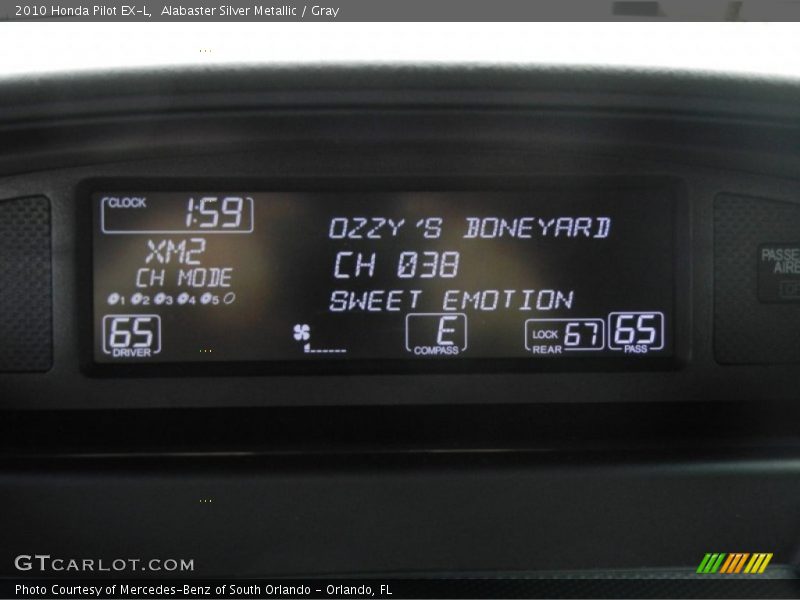 2010 Honda Pilot EX-L, Alabaster Silver Metallic / Gray
CLOCK 1:59
XM2
CH MODE
1 2 3 4 5
65
DRIVER
OZZY'S BONEYARD
CH 038
SWEET EMOTION
E
COMPASS
LOCK 67
REAR
65
PASS
PASSE
AIRB
GTCARLOT.COM
Photo Courtesy of Mercedes-Benz of South Orlando - Orlando, FL